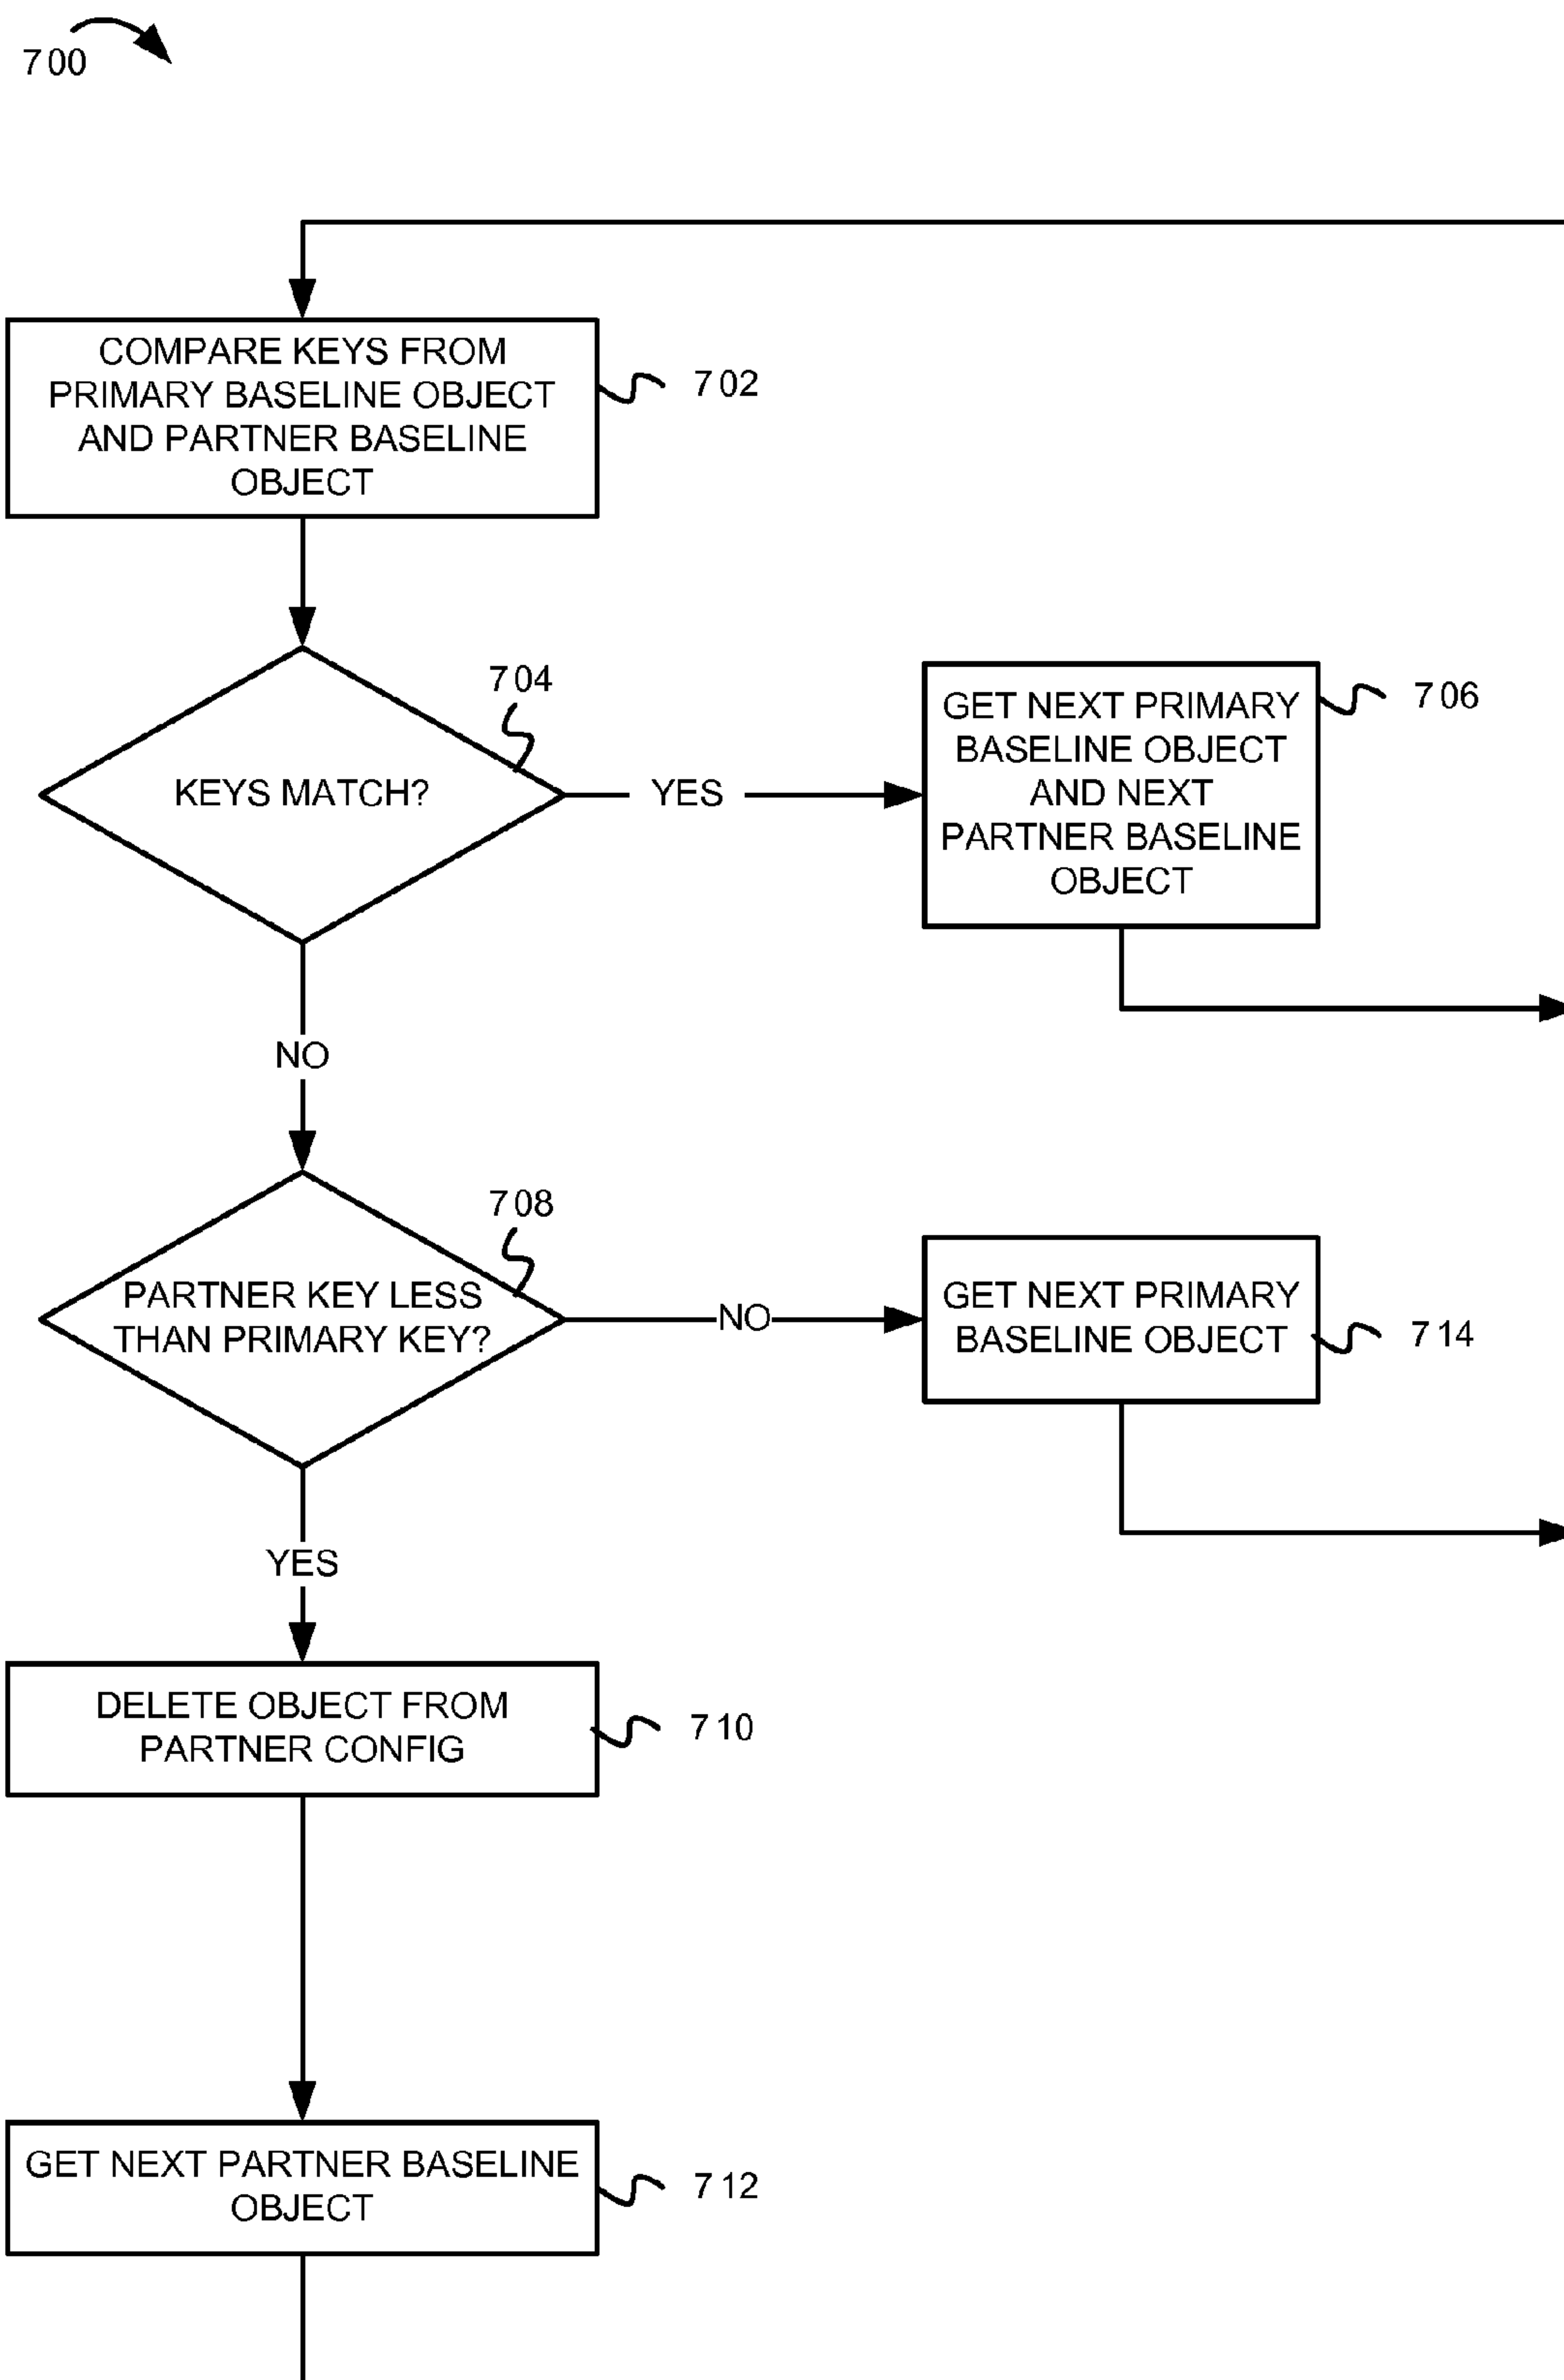 700
COMPARE KEYS FROM
PRIMARY BASELINE OBJECT
AND PARTNER BASELINE
OBJECT
702
704
KEYS MATCH?
YES
GET NEXT PRIMARY
BASELINE OBJECT
AND NEXT
PARTNER BASELINE
OBJECT
706
NO
708
PARTNER KEY LESS
THAN PRIMARY KEY?
NO
GET NEXT PRIMARY
BASELINE OBJECT
714
YES
DELETE OBJECT FROM
PARTNER CONFIG
710
GET NEXT PARTNER BASELINE
OBJECT
712